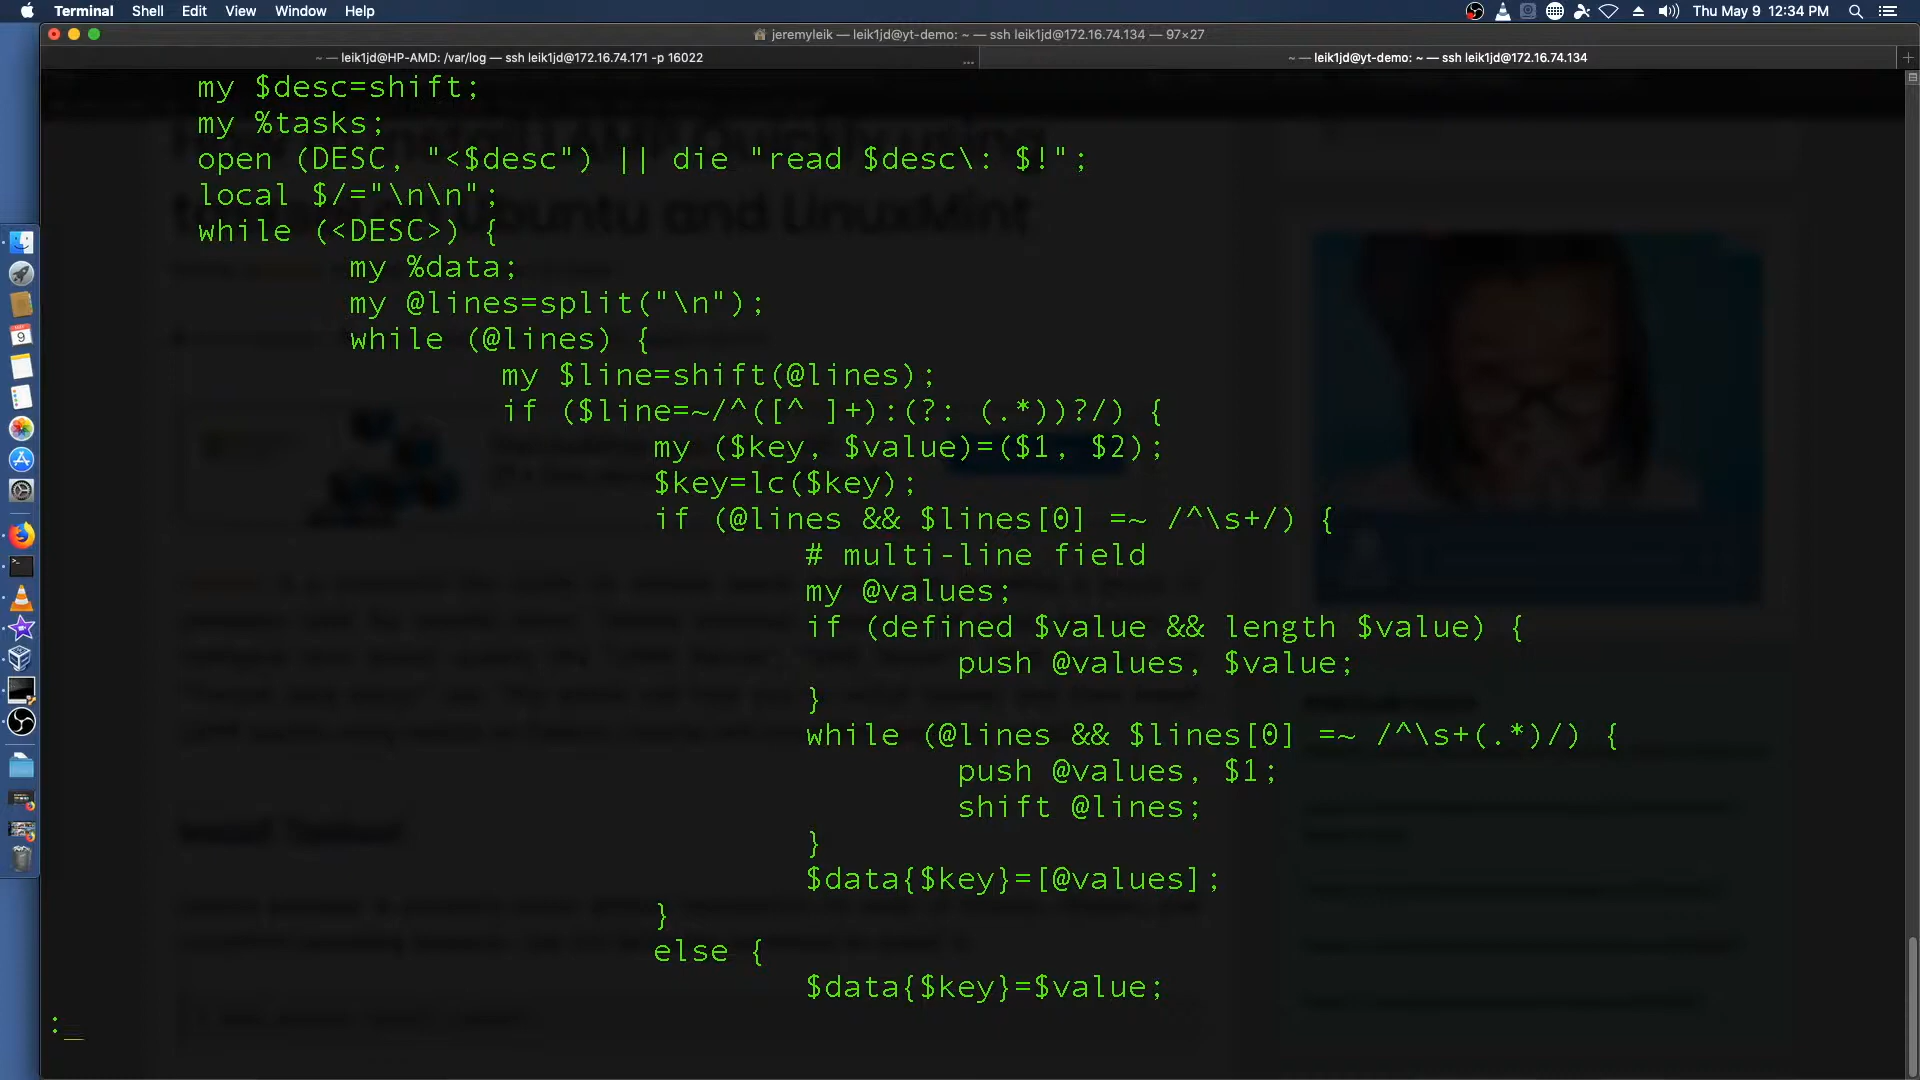 Terminal Shell Edit View Window Help Thu May 9 12:34 PM
jeremyleik — leik1jd@yt-demo: ~ — ssh leik1jd@172.16.74.134 — 97×27
~ — leik1jd@HP-AMD: /var/log — ssh leik1jd@172.16.74.171 -p 16022 ... ~ — leik1jd@yt-demo: ~ — ssh leik1jd@172.16.74.134 +
my $desc=shift;
my %tasks;
open (DESC, "<$desc") || die "read $desc\: $!";
local $/="\n\n";
while (<DESC>) {
my %data;
my @lines=split("\n");
while (@lines) {
my $line=shift(@lines);
if ($line=~/^([^ ]+):(?: (.*))?/) {
my ($key, $value)=($1, $2);
$key=lc($key);
if (@lines && $lines[0] =~ /^\s+/) {
# multi-line field
my @values;
if (defined $value && length $value) {
push @values, $value;
}
while (@lines && $lines[0] =~ /^\s+(.*)/) {
push @values, $1;
shift @lines;
}
$data{$key}=[@values];
}
else {
$data{$key}=$value;
: